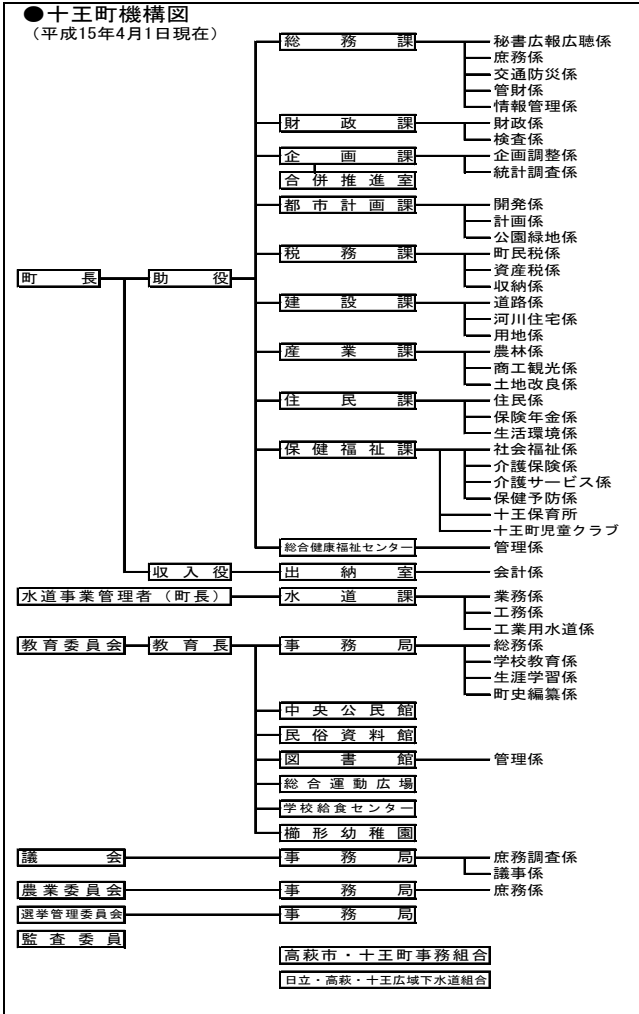 ●十王町機構図
（平成15年4月1日現在）
総務課 秘書広報広聴係
庶務係
交通防災係
管財係
情報管理係
財政課 財政係
検査係
企画課 企画調整係
合併推進室 統計調査係
都市計画課 開発係
計画係
公園緑地係
税務課 町民税係
町長 助役 資産税係
収納係
建設課 道路係
河川住宅係
用地係
産業課 農林係
商工観光係
土地改良係
住民課 住民係
保険年金係
生活環境係
保健福祉課 社会福祉係
介護保険係
介護サービス係
保健予防係
十王保育所
十王町児童クラブ
総合健康福祉センター 管理係
収入役 出納室 会計係
水道事業管理者（町長） 水道課 業務係
工務係
工業用水道係
教育委員会 教育長 事務局 総務係
学校教育係
生涯学習係
町史編纂係
中央公民館
民俗資料館
図書館 管理係
総合運動広場
学校給食センター
櫛形幼稚園
議会 事務局 庶務調査係
議事係
農業委員会 事務局 庶務係
選挙管理委員会 事務局
監査委員
高萩市・十王町事務組合
日立・高萩・十王広域下水道組合